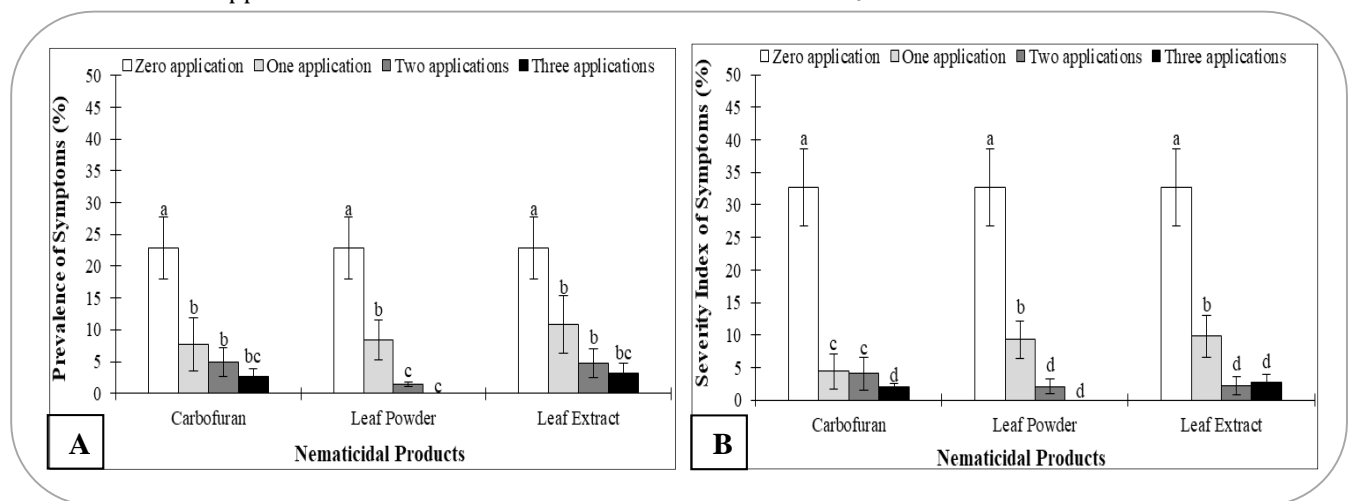 Zero application One application Two applications Three applications
Prevalence of Symptoms (%)
50
45
40
35
30
25
20
15
10
5
0
a b b bc
a b c c
a b b bc
Carbofuran Leaf Powder Leaf Extract
Nematicidal Products
A
Zero application One application Two applications Three applications
Severity Index of Symptoms (%)
50
45
40
35
30
25
20
15
10
5
0
a c c d
a b d d
a b d d
Carbofuran Leaf Powder Leaf Extract
Nematicidal Products
B